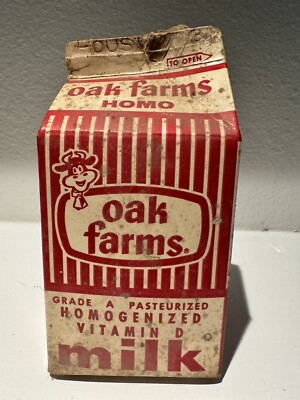 TO OPEN
oak farms
HOMO
oak
farms®
GRADE A PASTEURIZED
HOMOGENIZED
VITAMIN D
milk